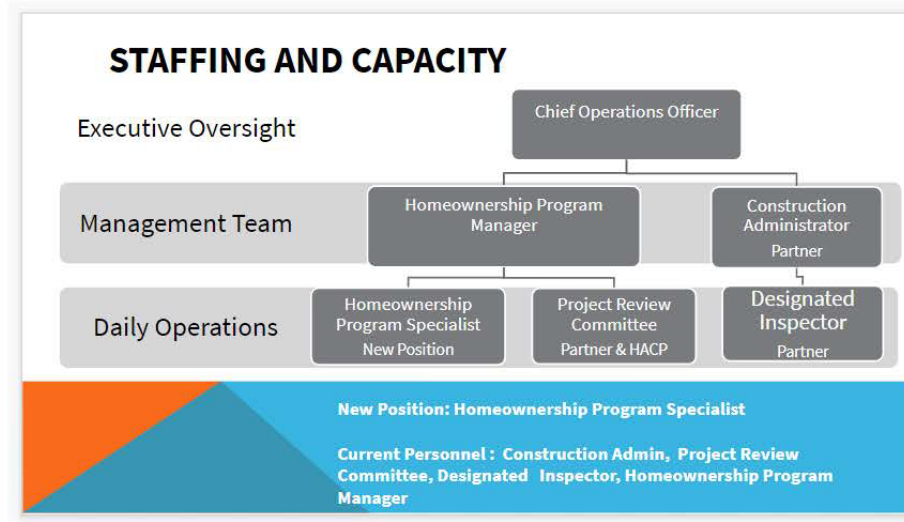 STAFFING AND CAPACITY
Executive Oversight
Chief Operations Officer
Management Team
Homeownership Program
Manager
Construction
Administrator
Partner
Daily Operations
Homeownership
Program Specialist
New Position
Project Review
Committee
Partner & HACP
Designated
Inspector
Partner
New Position: Homeownership Program Specialist
Current Personnel : Construction Admin, Project Review
Committee, Designated Inspector, Homeownership Program
Manager